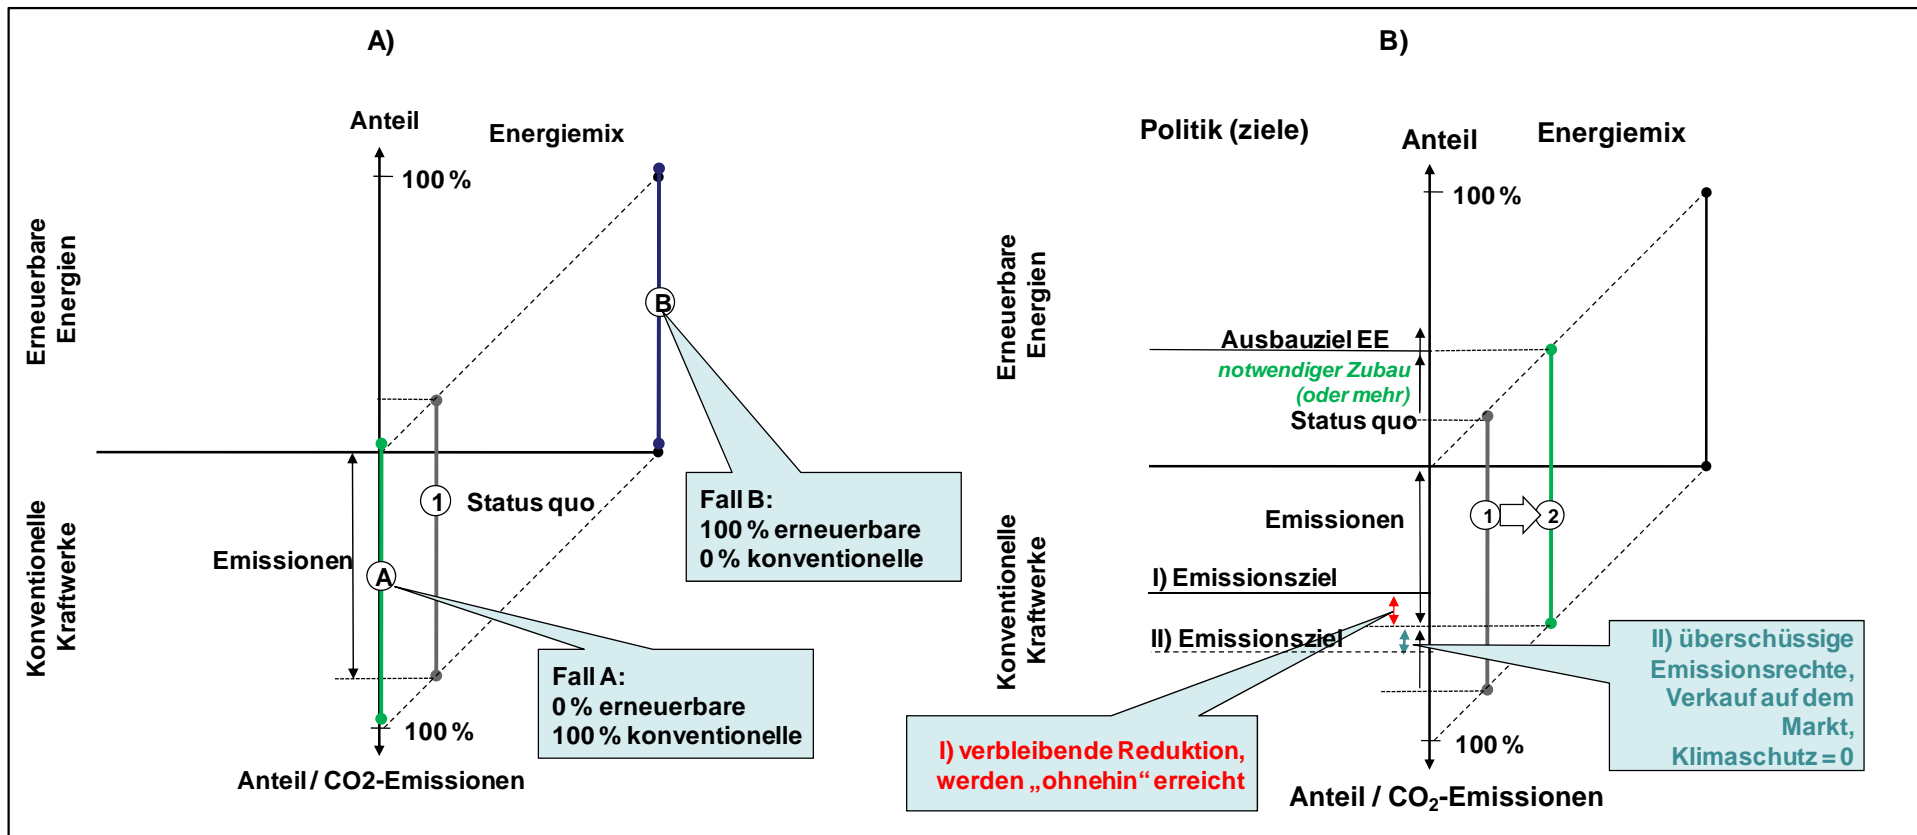 A)
Anteil
Energiemix
100 %
Erneuerbare
Energien
B
1
Status quo
Emissionen
A
Konventionelle
Kraftwerke
Fall B:
100 % erneuerbare
0 % konventionelle
Fall A:
0 % erneuerbare
100 % konventionelle
100 %
Anteil / CO2-Emissionen
B)
Politik (ziele)
Anteil
Energiemix
100 %
Erneuerbare
Energien
Ausbauziel EE
notwendiger Zubau
(oder mehr)
Status quo
Emissionen
1
2
Konventionelle
Kraftwerke
I) Emissionsziel
II) Emissionsziel
II) überschüssige
Emissionsrechte,
Verkauf auf dem
Markt,
Klimaschutz = 0
I) verbleibende Reduktion,
werden „ohnehin“ erreicht
100 %
Anteil / CO₂-Emissionen